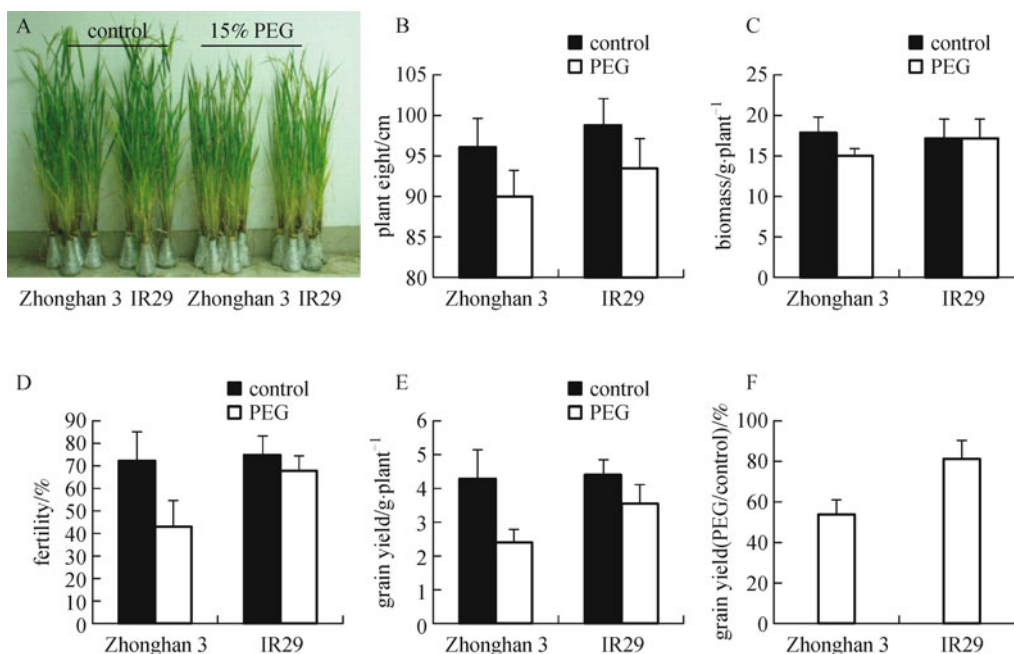 A
control
15% PEG
Zhonghan 3 IR29 Zhonghan 3 IR29
B
control
PEG
plant eight/cm
105
100
95
90
85
80
Zhonghan 3
IR29
C
control
PEG
biomass/g·plant⁻¹
25
20
15
10
5
0
Zhonghan 3
IR29
D
control
PEG
fertility/%
90
80
70
60
50
40
30
20
10
0
Zhonghan 3
IR29
E
control
PEG
grain yield/g·plant⁻¹
6
5
4
3
2
1
0
Zhonghan 3
IR29
F
grain yield(PEG/control)/%
100
80
60
40
20
0
Zhonghan 3
IR29